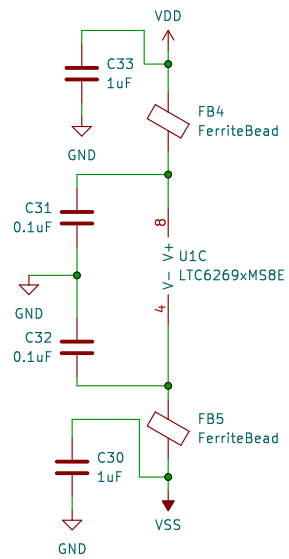 VDD
C33
1uF
GND
FB4
FerriteBead
C31
0.1uF
8
V+
U1C
LTC6269xMS8E
V-
4
GND
C32
0.1uF
FB5
FerriteBead
C30
1uF
VSS
GND